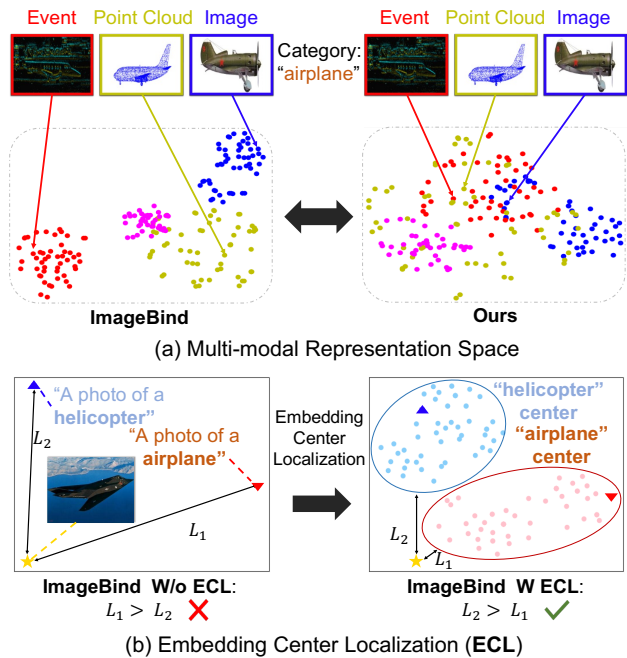 Event Point Cloud Image
Category:
"airplane"
Event Point Cloud Image
ImageBind
Ours
(a) Multi-modal Representation Space
"A photo of a
helicopter"
L₂
"A photo of a
airplane"
L₁
Embedding
Center
Localization
"helicopter"
center
"airplane"
center
L₂
L₁
ImageBind W/o ECL:
L₁ > L₂
ImageBind W ECL:
L₂ > L₁
(b) Embedding Center Localization (ECL)